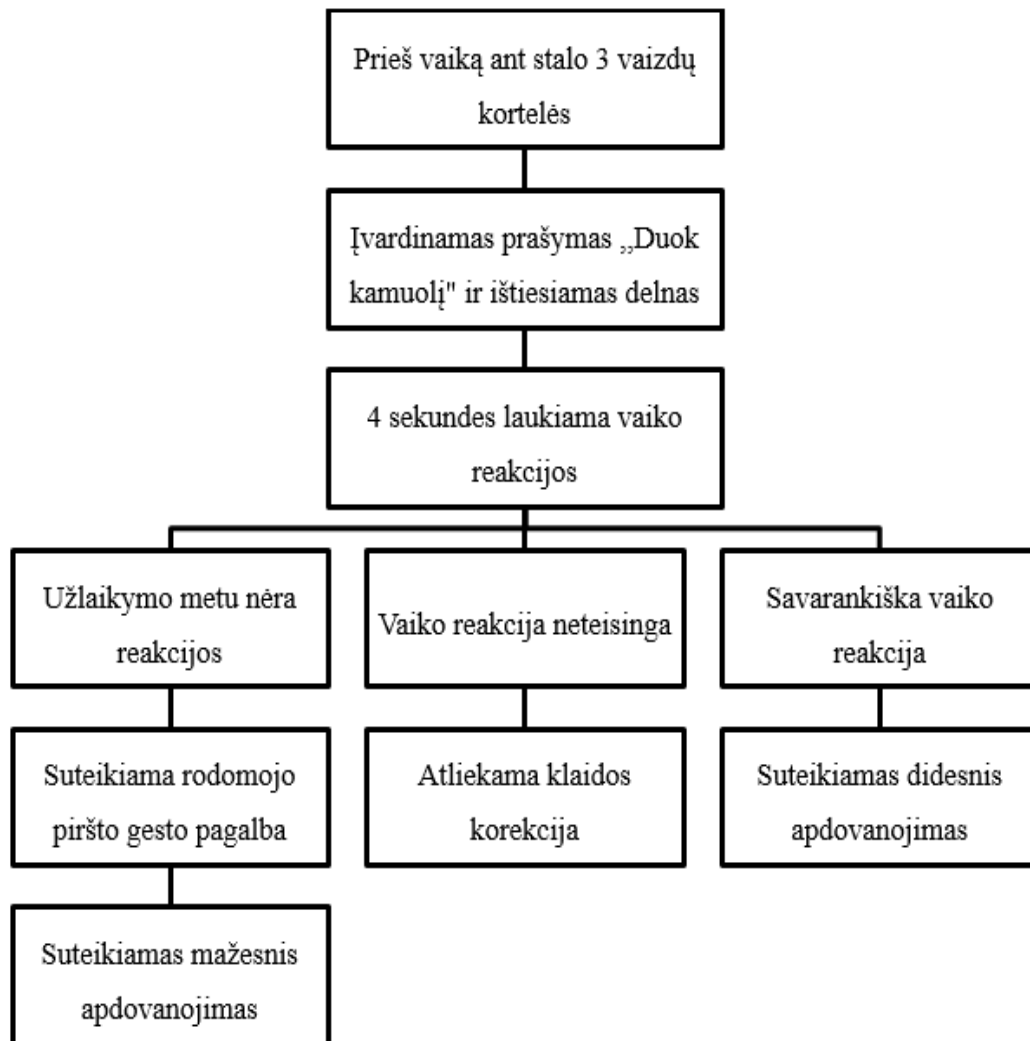 Prieš vaiką ant stalo 3 vaizdų
kortelės
Įvardinamas prašymas „Duok
kamuolį" ir ištiesiamas delnas
4 sekundes laukiama vaiko
reakcijos
Užlaikymo metu nėra
reakcijos
Vaiko reakcija neteisinga
Savarankiška vaiko
reakcija
Suteikiama rodomojo
piršto gesto pagalba
Atliekama klaidos
korekcija
Suteikiamas didesnis
apdovanojimas
Suteikiamas mažesnis
apdovanojimas